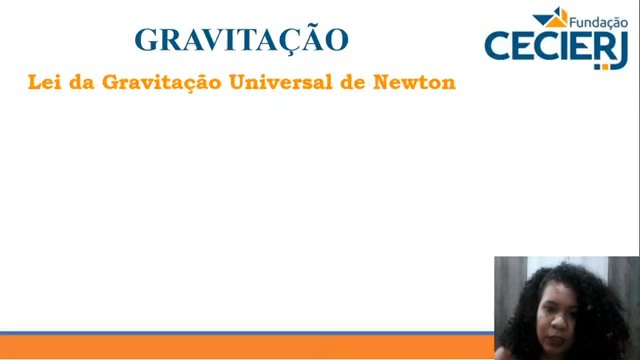 GRAVITAÇÃO
Fundação
CECIERJ
Lei da Gravitação Universal de Newton